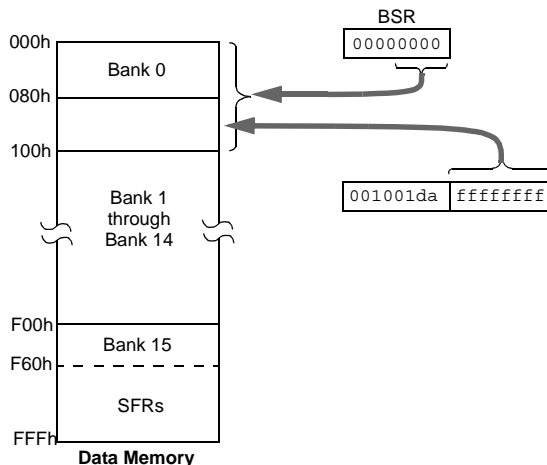 BSR
00000000
000h
Bank 0
080h
100h
Bank 1
through
Bank 14
001001da ffffffff
F00h
Bank 15
F60h
SFRs
FFFh
Data Memory